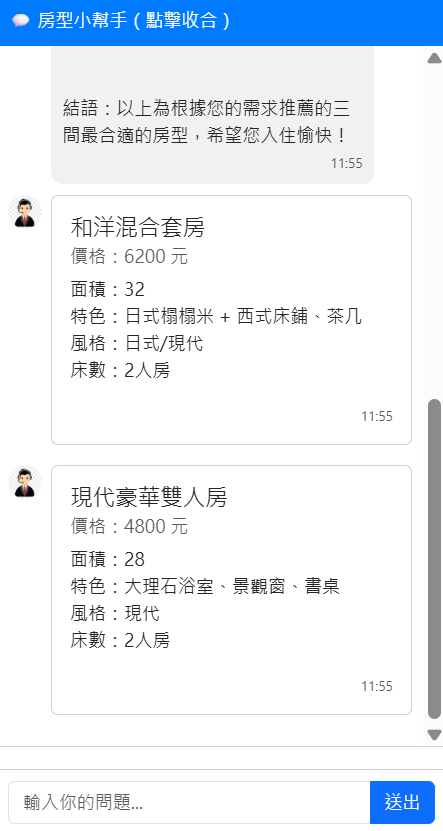 房型小幫手 ( 點擊收合 )
結語：以上為根據您的需求推薦的三
間最合適的房型，希望您入住愉快！
11:55
和洋混合套房
價格：6200 元
面積：32
特色：日式榻榻米 + 西式床鋪、茶几
風格：日式/現代
床數：2人房
11:55
現代豪華雙人房
價格：4800 元
面積：28
特色：大理石浴室、景觀窗、書桌
風格：現代
床數：2人房
11:55
輸入你的問題...
送出